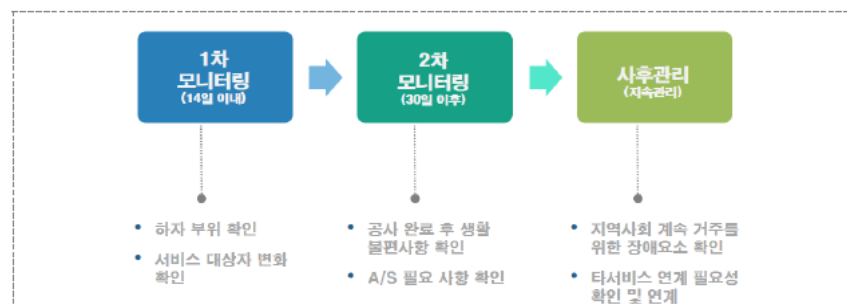 1차
모니터링
(14일 이내)
2차
모니터링
(30일 이후)
사후관리
(지속관리)
• 하자 부위 확인
• 서비스 대상자 변화
확인
• 공사 완료 후 생활
불편사항 확인
• A/S 필요 사항 확인
• 지역사회 계속 거주를
위한 장애요소 확인
• 타서비스 연계 필요성
확인 및 연계